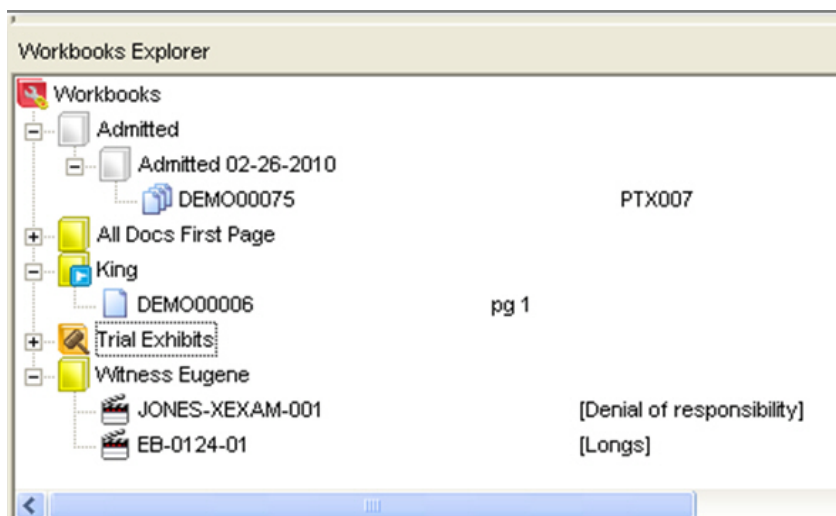 Workbooks Explorer
Workbooks
Admitted
Admitted 02-26-2010
DEMO00075 PTX007
All Docs First Page
King
DEMO00006 pg 1
Trial Exhibits
Witness Eugene
JONES-XEXAM-001 [Denial of responsibility]
EB-0124-01 [Longs]